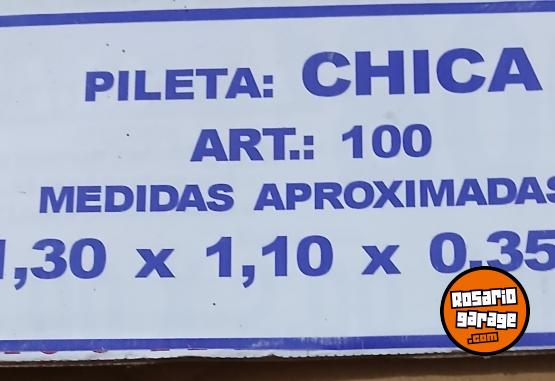 PILETA: CHICA
ART.: 100
MEDIDAS APROXIMADAS
1,30 x 1,10 x 0.35
Rosario
garage
.com